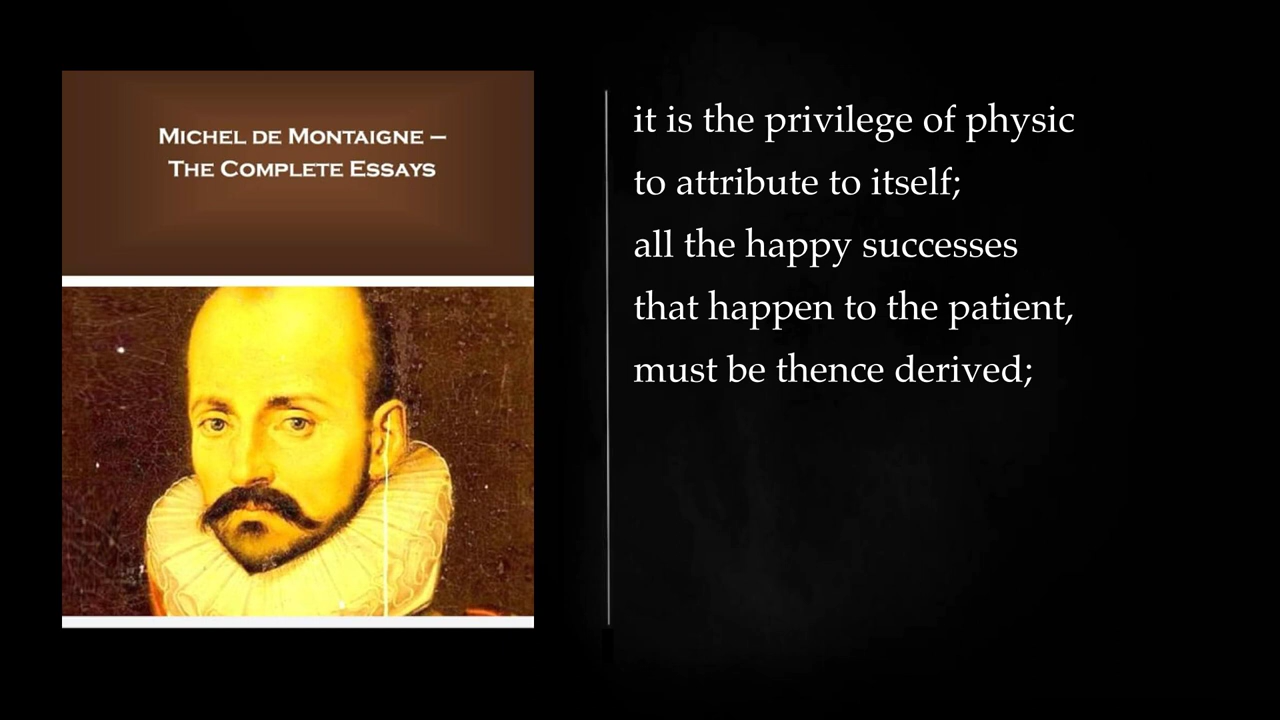 Michel de Montaigne –
The Complete Essays
it is the privilege of physic
to attribute to itself;
all the happy successes
that happen to the patient,
must be thence derived;